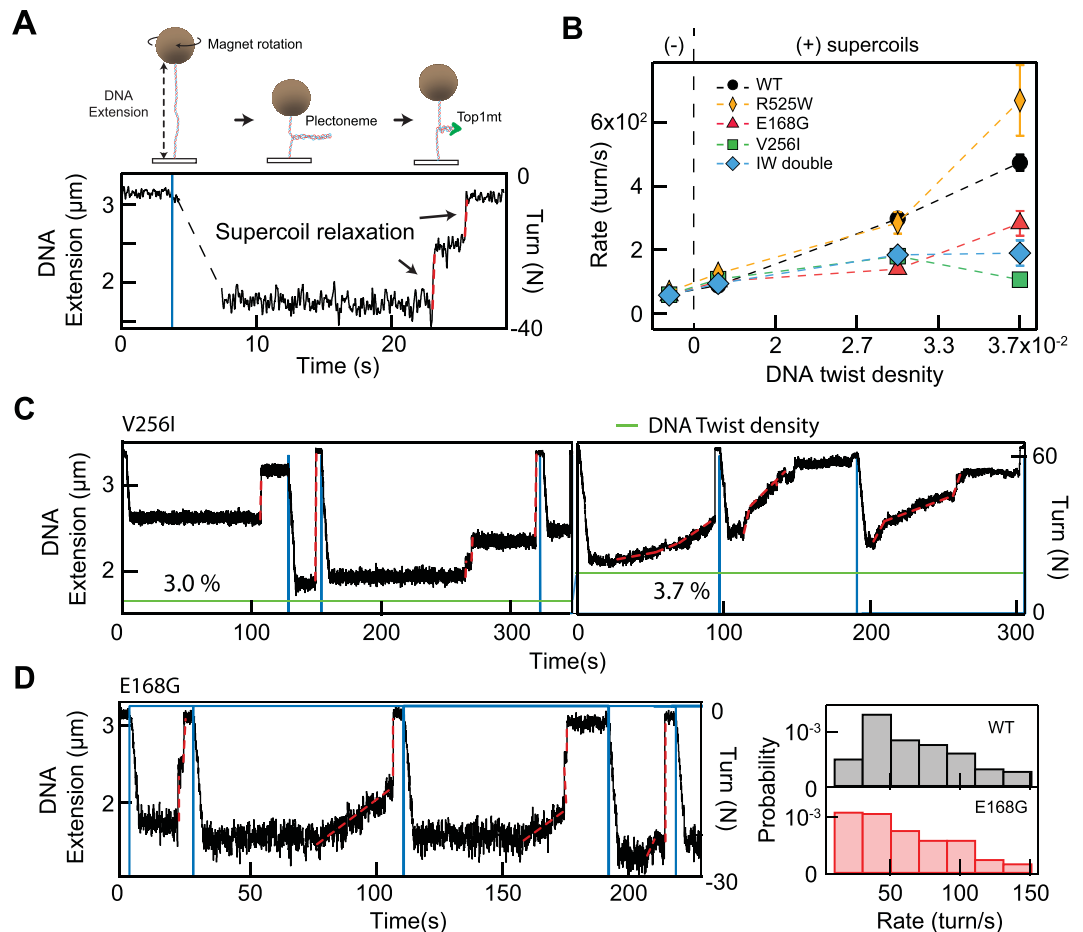 A
Magnet rotation
DNA
Extension
Plectoneme
Top1mt
DNA
Extension (μm)
3
2
Supercoil relaxation
0
-40
Turn (N)
0
10
20
Time (s)
B
(-)
(+) supercoils
WT
R525W
E168G
V256I
IW double
Rate (turn/s)
6x10²
4
2
0
0
2
2.7
3.3
3.7x10⁻²
DNA twist desnity
C
V256I
DNA Twist density
DNA
Extension (μm)
3
2
3.0 %
3.7 %
60
0
Turn (N)
0
100
200
300
0
100
200
300
Time(s)
D
E168G
DNA
Extension (μm)
3
2
0
-30
Turn (N)
0
50
100
150
200
Time(s)
Probability
10⁻³
0
WT
10⁻³
0
E168G
50
100
150
Rate (turn/s)